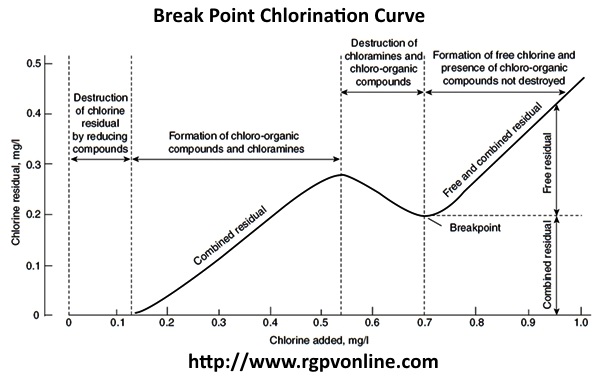 Break Point Chlorination Curve
Destruction of
chloramines and
chloro-organic
compounds
Formation of free chlorine and
presence of chloro-organic
compounds not destroyed
Destruction
of chlorine
residual
by reducing
compounds
Formation of chloro-organic
compounds and chloramines
Chlorine residual, mg/l
0.5
0.4
0.3
0.2
0.1
0
Combined residual
Free and combined residual
Free residual
Breakpoint
Combined residual
0
0.1
0.2
0.3
0.4
0.5
0.6
0.7
0.8
0.9
1.0
Chlorine added, mg/l
http://www.rgpvonline.com